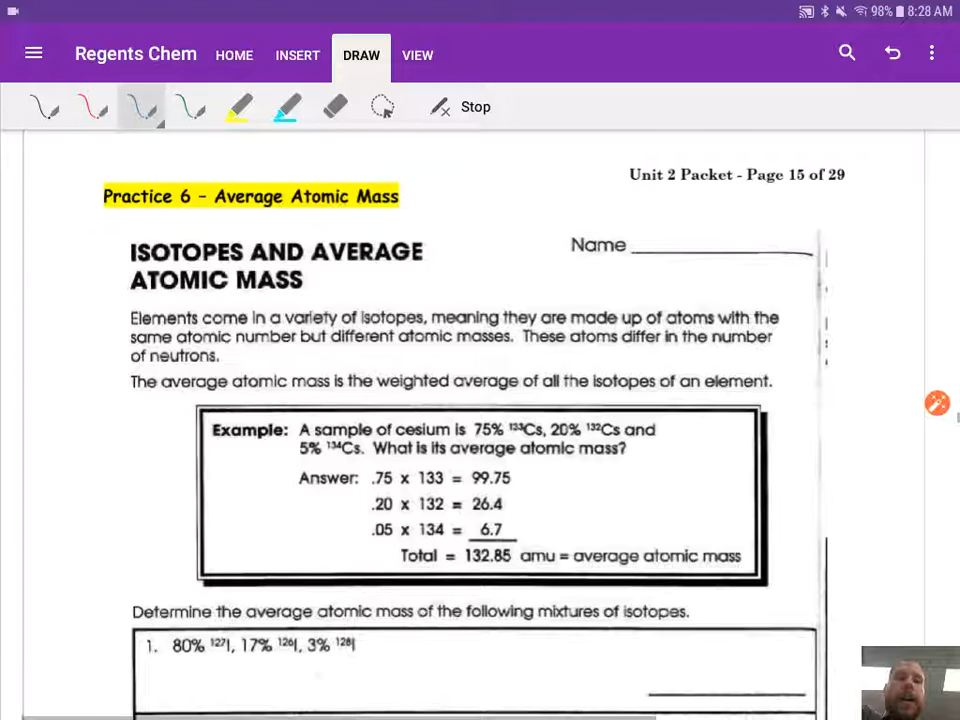 98% 8:28 AM
Regents Chem HOME INSERT DRAW VIEW
Stop
Unit 2 Packet - Page 15 of 29
Practice 6 – Average Atomic Mass
ISOTOPES AND AVERAGE
ATOMIC MASS
Name
Elements come in a variety of isotopes, meaning they are made up of atoms with the
same atomic number but different atomic masses. These atoms differ in the number
of neutrons.
The average atomic mass is the weighted average of all the isotopes of an element.
Example: A sample of cesium is 75% ¹³³Cs, 20% ¹³²Cs and
5% ¹³⁴Cs. What is its average atomic mass?
Answer: .75 x 133 = 99.75
.20 x 132 = 26.4
.05 x 134 = 6.7
Total = 132.85 amu = average atomic mass
Determine the average atomic mass of the following mixtures of isotopes.
1. 80% ¹²⁷I, 17% ¹²⁶I, 3% ¹²⁸I